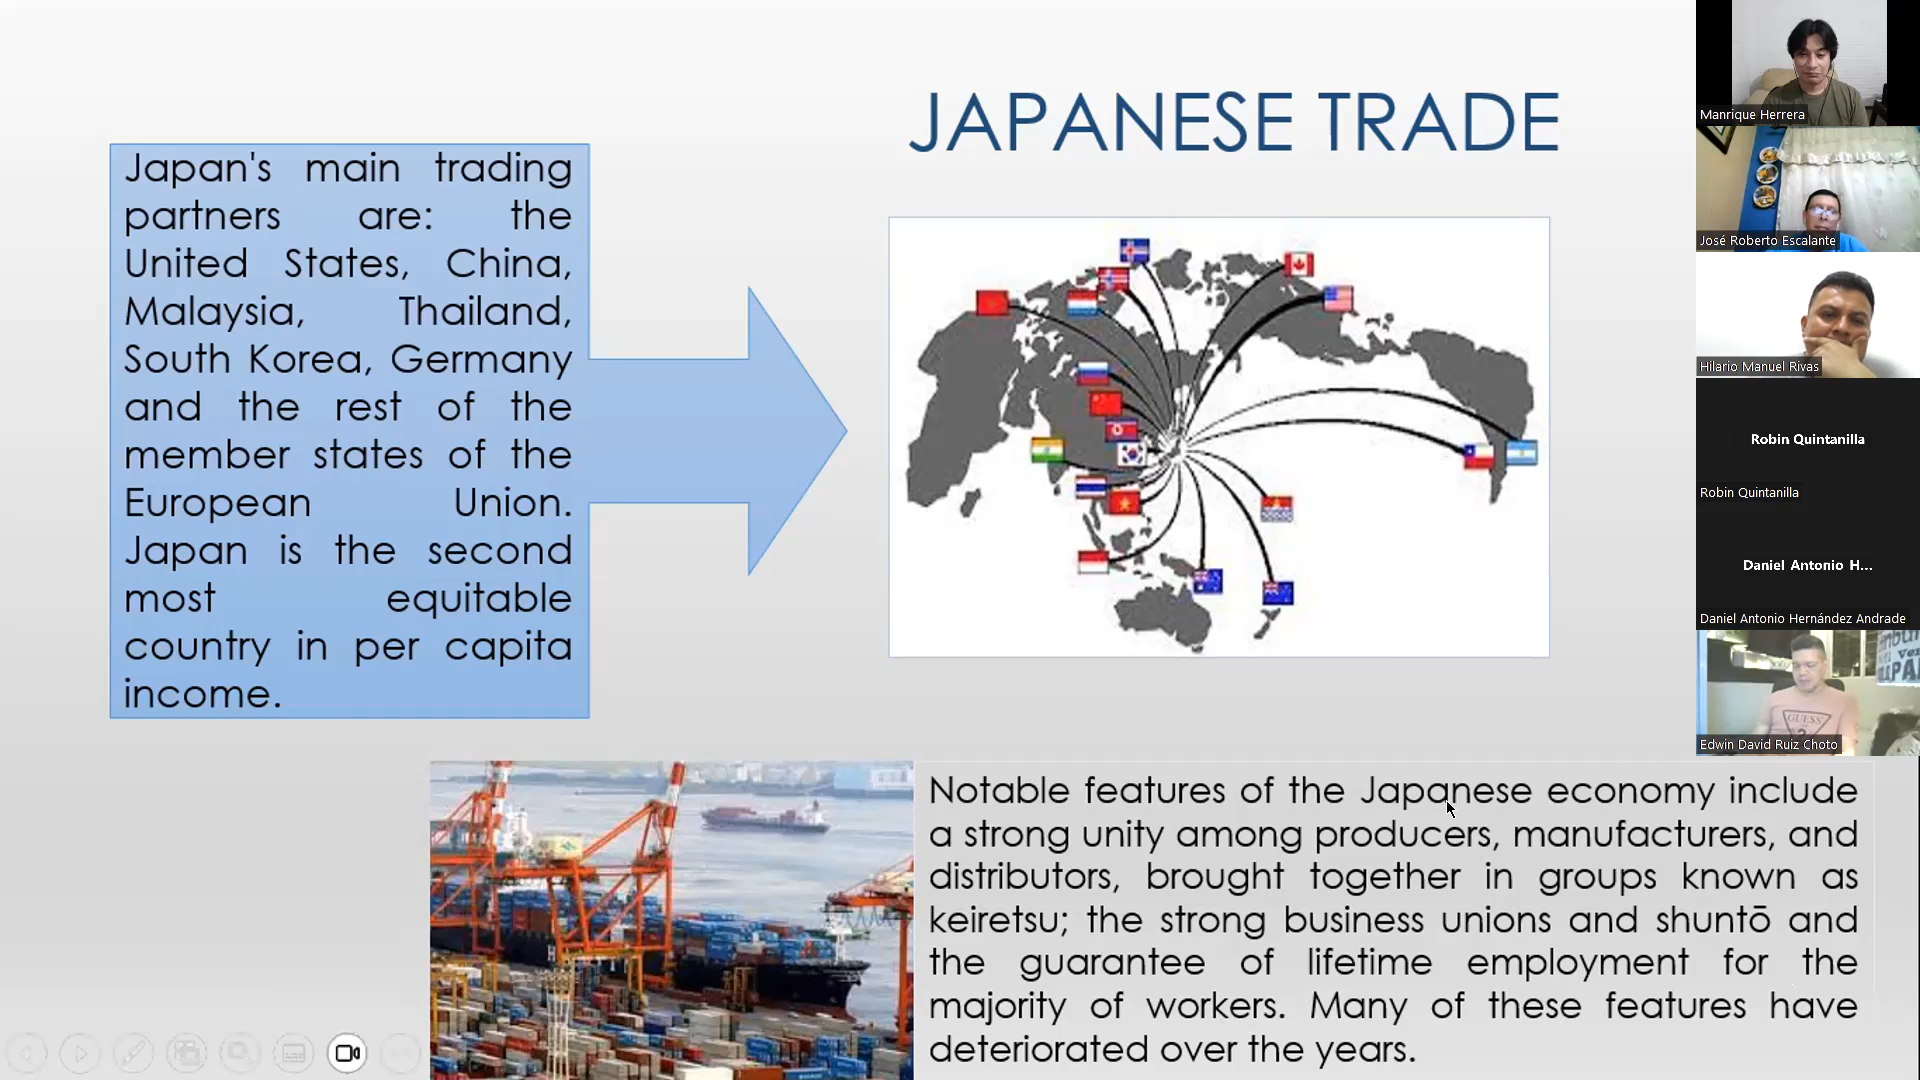 JAPANESE TRADE
Japan's main trading
partners are: the
United States, China,
Malaysia, Thailand,
South Korea, Germany
and the rest of the
member states of the
European Union.
Japan is the second
most equitable
country in per capita
income.
Notable features of the Japanese economy include
a strong unity among producers, manufacturers, and
distributors, brought together in groups known as
keiretsu; the strong business unions and shuntō and
the guarantee of lifetime employment for the
majority of workers. Many of these features have
deteriorated over the years.
Manrique Herrera
José Roberto Escalante
Hilario Manuel Rivas
Robin Quintanilla
Robin Quintanilla
Daniel Antonio H...
Daniel Antonio Hernández Andrade
GUESS
Edwin David Ruiz Choto